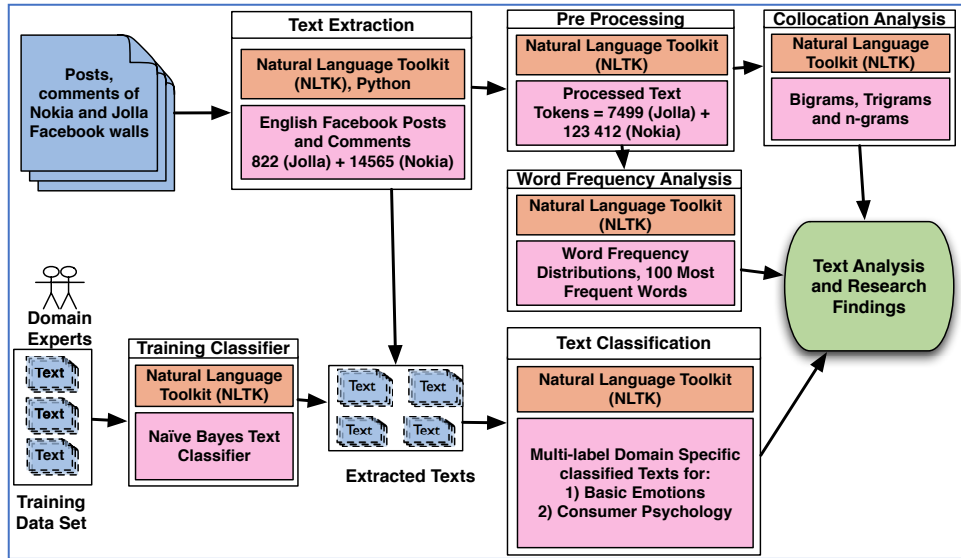 Posts,
comments of
Nokia and Jolla
Facebook walls
Text Extraction
Natural Language Toolkit
(NLTK), Python
English Facebook Posts
and Comments
822 (Jolla) + 14565 (Nokia)
Pre Processing
Natural Language Toolkit
(NLTK)
Processed Text
Tokens = 7499 (Jolla) +
123 412 (Nokia)
Collocation Analysis
Natural Language
Toolkit (NLTK)
Bigrams, Trigrams
and n-grams
Word Frequency Analysis
Natural Language Toolkit
(NLTK)
Word Frequency
Distributions, 100 Most
Frequent Words
Text Analysis
and Research
Findings
Domain
Experts
Text
Text
Text
Training
Data Set
Training Classifier
Natural Language
Toolkit (NLTK)
Naïve Bayes Text
Classifier
Text
Text
Text
Text
Extracted Texts
Text Classification
Natural Language Toolkit
(NLTK)
Multi-label Domain Specific
classified Texts for:
1) Basic Emotions
2) Consumer Psychology